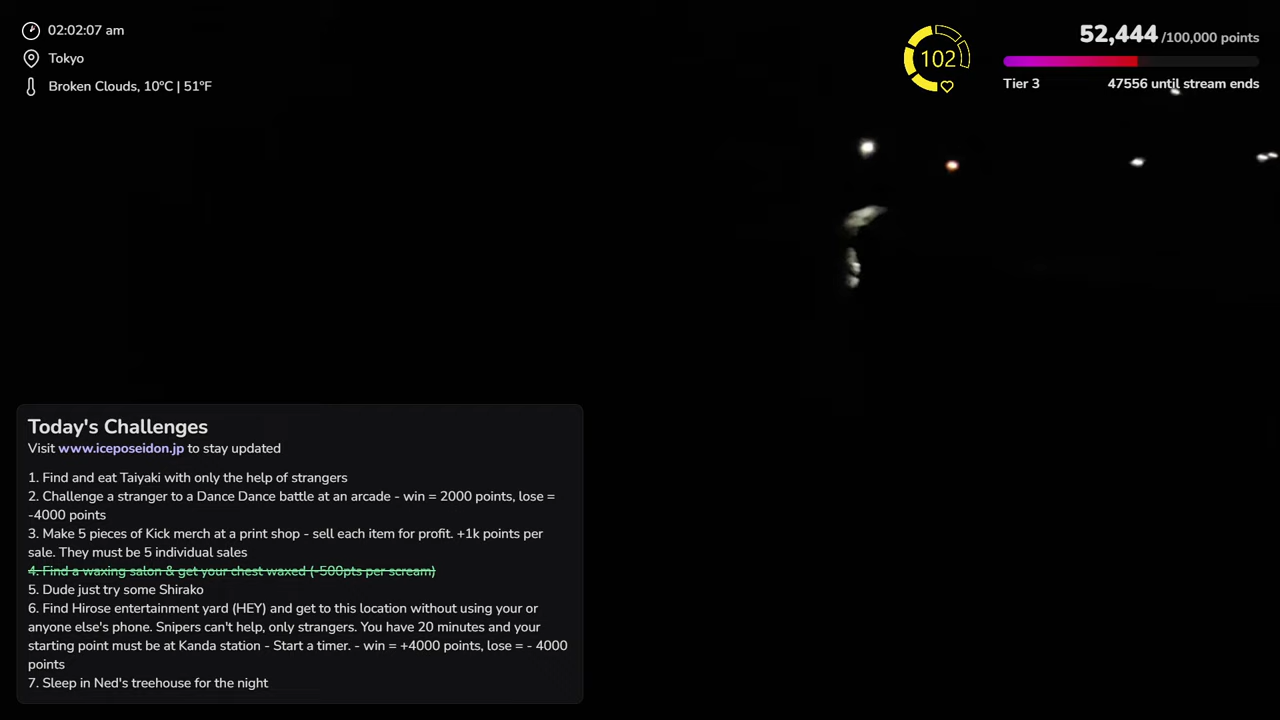 02:02:07 am
Tokyo
Broken Clouds, 10°C | 51°F
102
52,444 /100,000 points
Tier 3 47556 until stream ends
Today's Challenges
Visit www.iceposeidon.jp to stay updated
1. Find and eat Taiyaki with only the help of strangers
2. Challenge a stranger to a Dance Dance battle at an arcade - win = 2000 points, lose =
-4000 points
3. Make 5 pieces of Kick merch at a print shop - sell each item for profit. +1k points per
sale. They must be 5 individual sales
4. Find a waxing salon & get your chest waxed (-500pts per scream)
5. Dude just try some Shirako
6. Find Hirose entertainment yard (HEY) and get to this location without using your or
anyone else's phone. Snipers can't help, only strangers. You have 20 minutes and your
starting point must be at Kanda station - Start a timer. - win = +4000 points, lose = - 4000
points
7. Sleep in Ned's treehouse for the night